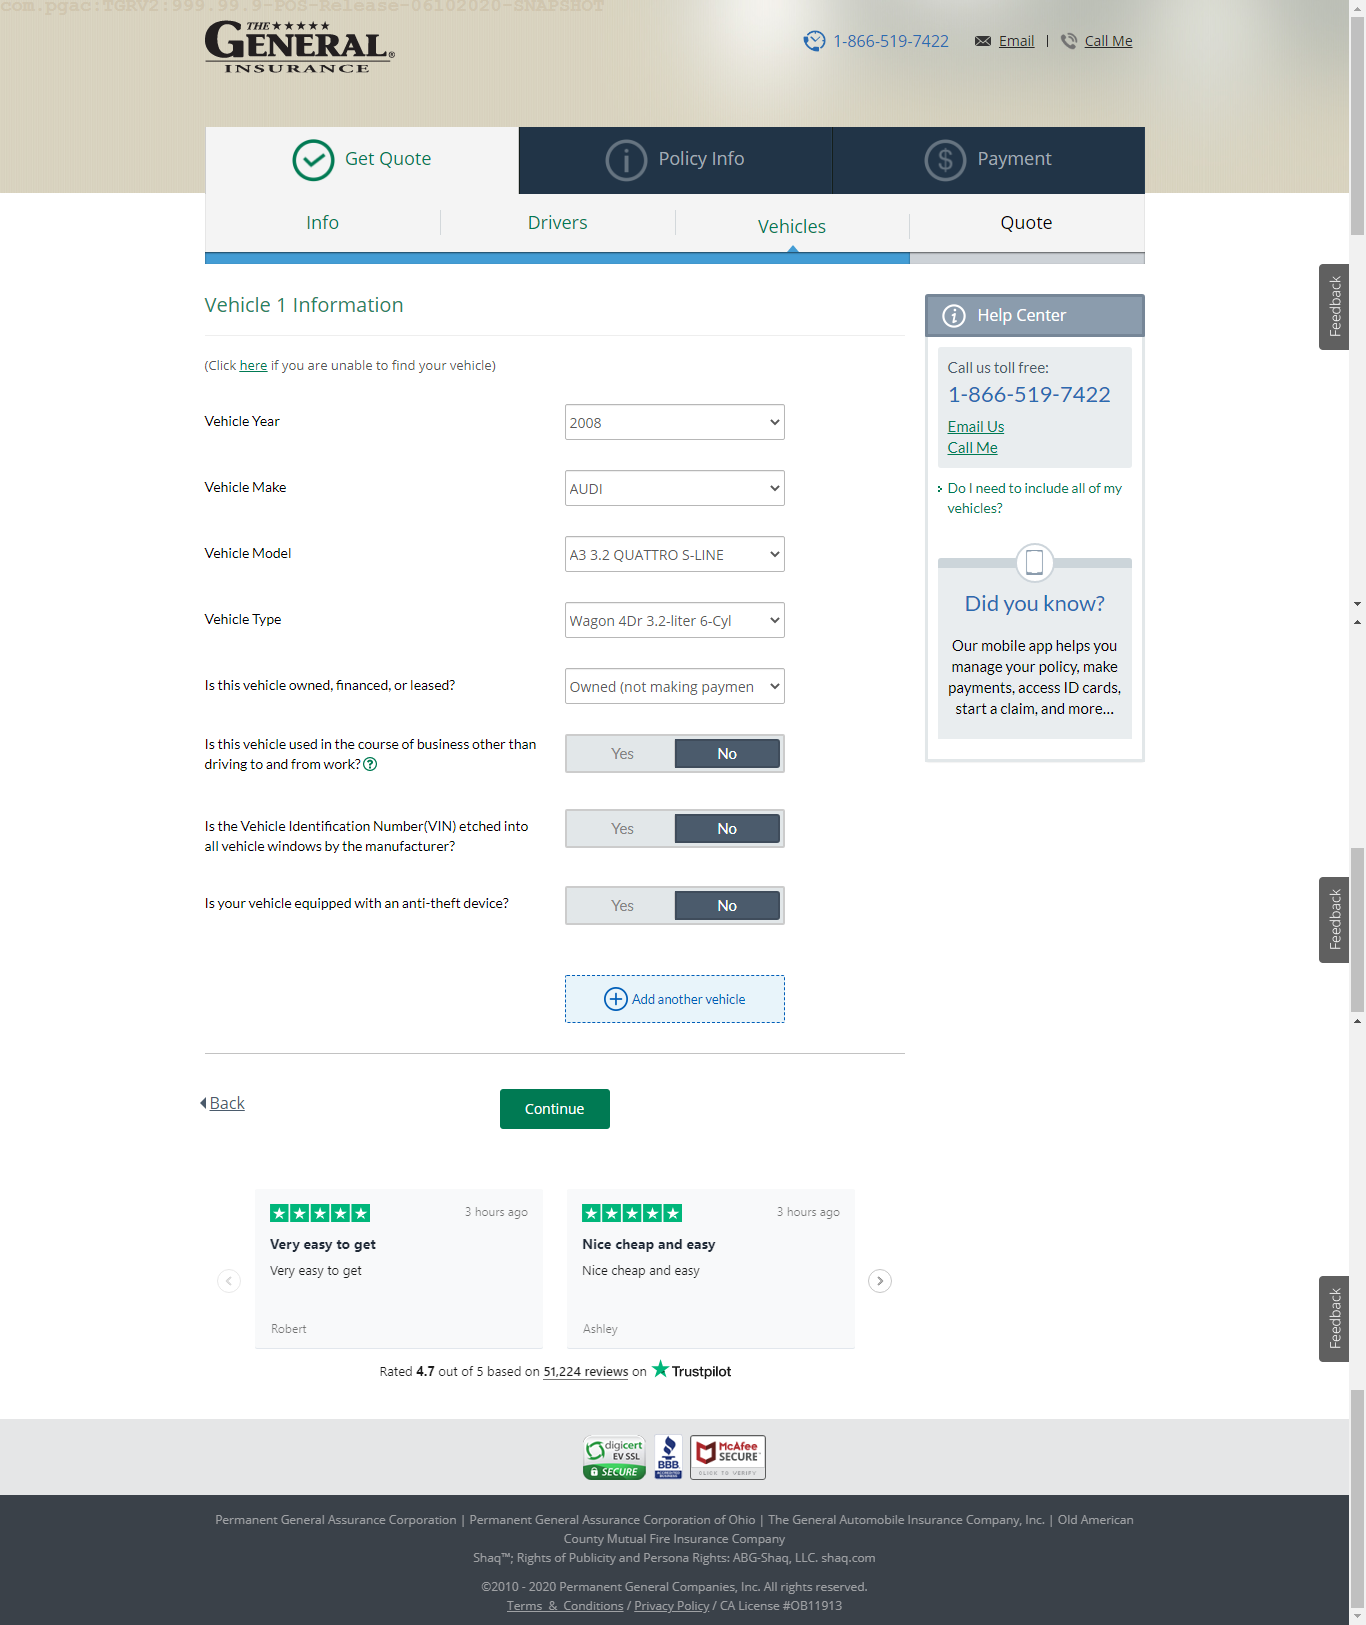 com.pgac:TGRV2:999.99.9-POS-Release-06102020-SNAPSHOT
THE
GENERAL®
INSURANCE
1-866-519-7422
Email | Call Me
Get Quote
Policy Info
$ Payment
Info
Drivers
Vehicles
Quote
Vehicle 1 Information
(Click here if you are unable to find your vehicle)
Vehicle Year
2008
Vehicle Make
AUDI
Vehicle Model
A3 3.2 QUATTRO S-LINE
Vehicle Type
Wagon 4Dr 3.2-liter 6-Cyl
Is this vehicle owned, financed, or leased?
Owned (not making paymen
Is this vehicle used in the course of business other than
driving to and from work? ?
Yes No
Is the Vehicle Identification Number(VIN) etched into
all vehicle windows by the manufacturer?
Yes No
Is your vehicle equipped with an anti-theft device?
Yes No
Add another vehicle
Back
Continue
Help Center
Call us toll free:
1-866-519-7422
Email Us
Call Me
Do I need to include all of my
vehicles?
Did you know?
Our mobile app helps you
manage your policy, make
payments, access ID cards,
start a claim, and more...
Feedback
Feedback
Feedback
3 hours ago
Very easy to get
Very easy to get
Robert
3 hours ago
Nice cheap and easy
Nice cheap and easy
Ashley
Rated 4.7 out of 5 based on 51,224 reviews on Trustpilot
digicert
EV SSL
SECURE
BBB
ACCREDITED
BUSINESS
McAfee
SECURE
CLICK TO VERIFY
Permanent General Assurance Corporation | Permanent General Assurance Corporation of Ohio | The General Automobile Insurance Company, Inc. | Old American
County Mutual Fire Insurance Company
Shaq™; Rights of Publicity and Persona Rights: ABG-Shaq, LLC. shaq.com
©2010 - 2020 Permanent General Companies, Inc. All rights reserved.
Terms & Conditions / Privacy Policy / CA License #OB11913